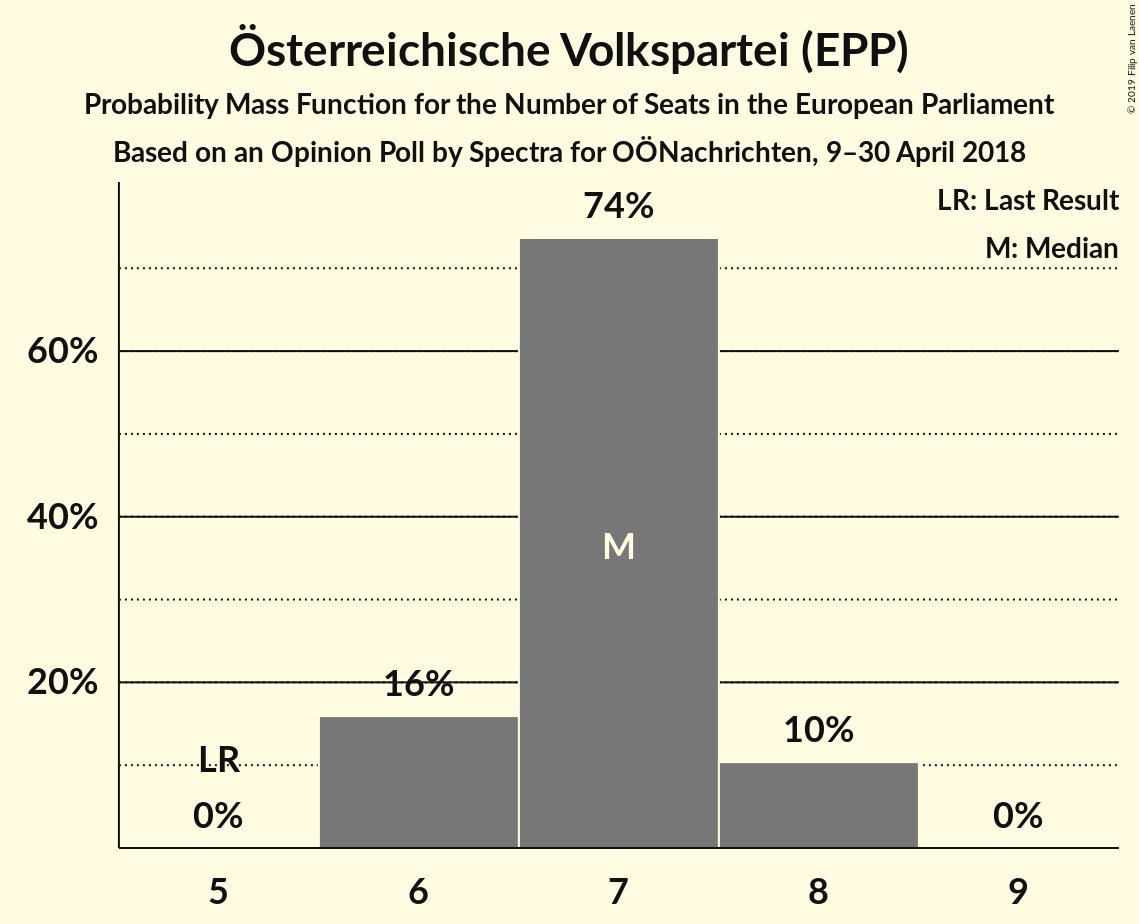 Österreichische Volkspartei (EPP)
Probability Mass Function for the Number of Seats in the European Parliament
Based on an Opinion Poll by Spectra for OÖNachrichten, 9–30 April 2018
© 2019 Filip van Laenen
LR: Last Result
M: Median
74%
60%
40%
M
20%
16%
10%
LR
0%
0%
5
6
7
8
9